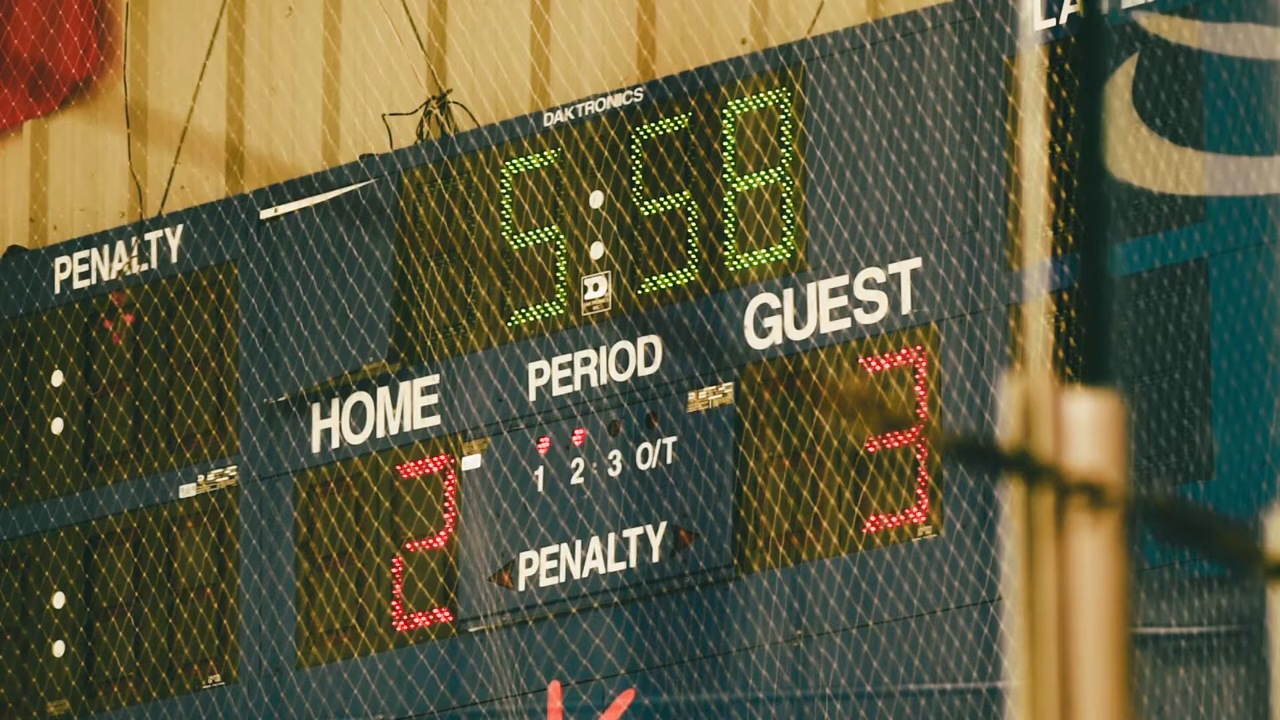 DAKTRONICS
5:58
PENALTY
GUEST
PERIOD
HOME
1 2 3 O/T
2
3
PENALTY